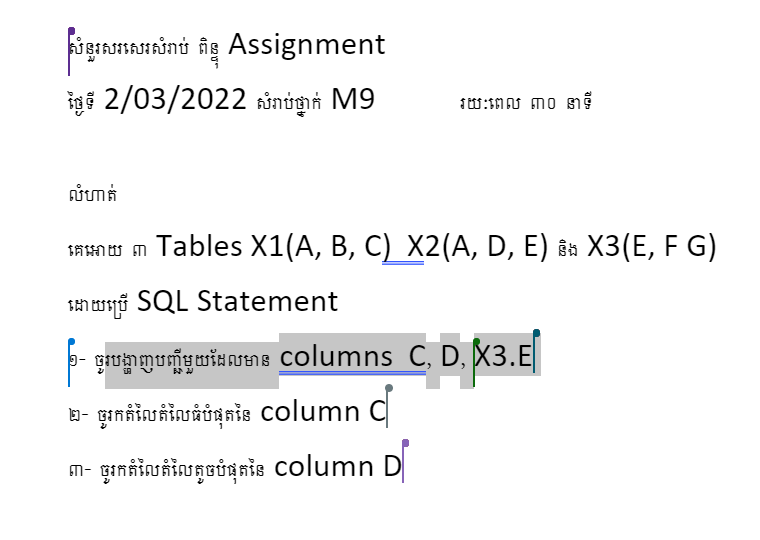 សំនួរសរសេរសំរាប់ ពិន្ទុ Assignment
ថ្ងៃទី 2/03/2022 សំរាប់ថ្នាក់ M9 រយ:ពេល ៣០ នាទី
លំហាត់
គេអោយ ៣ Tables X1(A, B, C) X2(A, D, E) និង X3(E, F G)
ដោយប្រើ SQL Statement
១- ចូរបង្ហាញបញ្ជីមួយដែលមាន columns C, D, X3.E
២- ចូរកតំលៃតំលៃធំបំផុតនៃ column C
៣- ចូរកតំលៃតំលៃតូចបំផុតនៃ column D